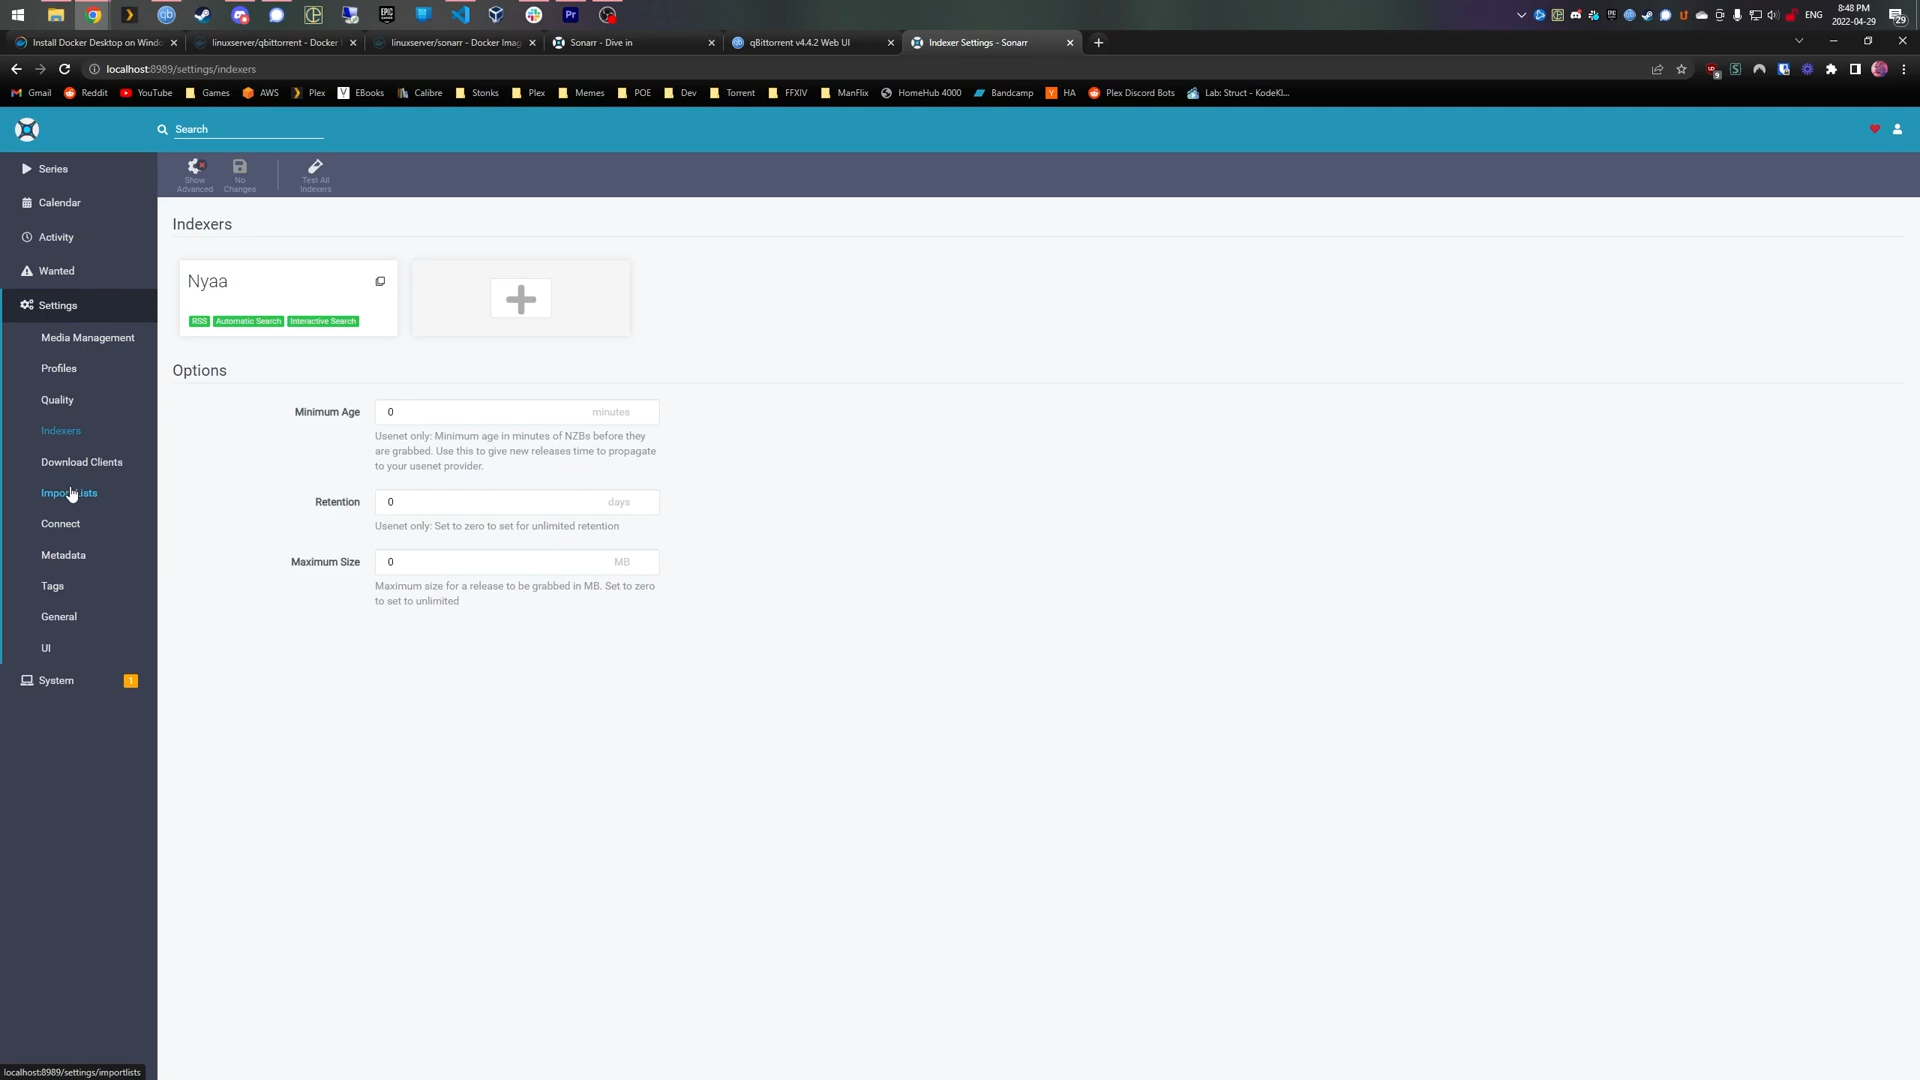 8:48 PM
ENG
2022-04-29
29
Install Docker Desktop on Windo
linuxserver/qbittorrent - Docker I
linuxserver/sonarr - Docker Imag
Sonarr - Dive in
qBittorrent v4.4.2 Web UI
Indexer Settings - Sonarr
localhost:8989/settings/indexers
Gmail Reddit YouTube Games AWS Plex EBooks Calibre Stonks Plex Memes POE Dev Torrent FFXIV ManFlix HomeHub 4000 Bandcamp HA Plex Discord Bots Lab: Struct - KodeKl...
Search
Series
Show Advanced
No Changes
Test All Indexers
Calendar
Activity
Wanted
Settings
Media Management
Profiles
Quality
Indexers
Download Clients
Import Lists
Connect
Metadata
Tags
General
UI
System 1
Indexers
Nyaa
RSS Automatic Search Interactive Search
Options
Minimum Age 0 minutes
Usenet only: Minimum age in minutes of NZBs before they
are grabbed. Use this to give new releases time to propagate
to your usenet provider.
Retention 0 days
Usenet only: Set to zero to set for unlimited retention
Maximum Size 0 MB
Maximum size for a release to be grabbed in MB. Set to zero
to set to unlimited
localhost:8989/settings/importlists